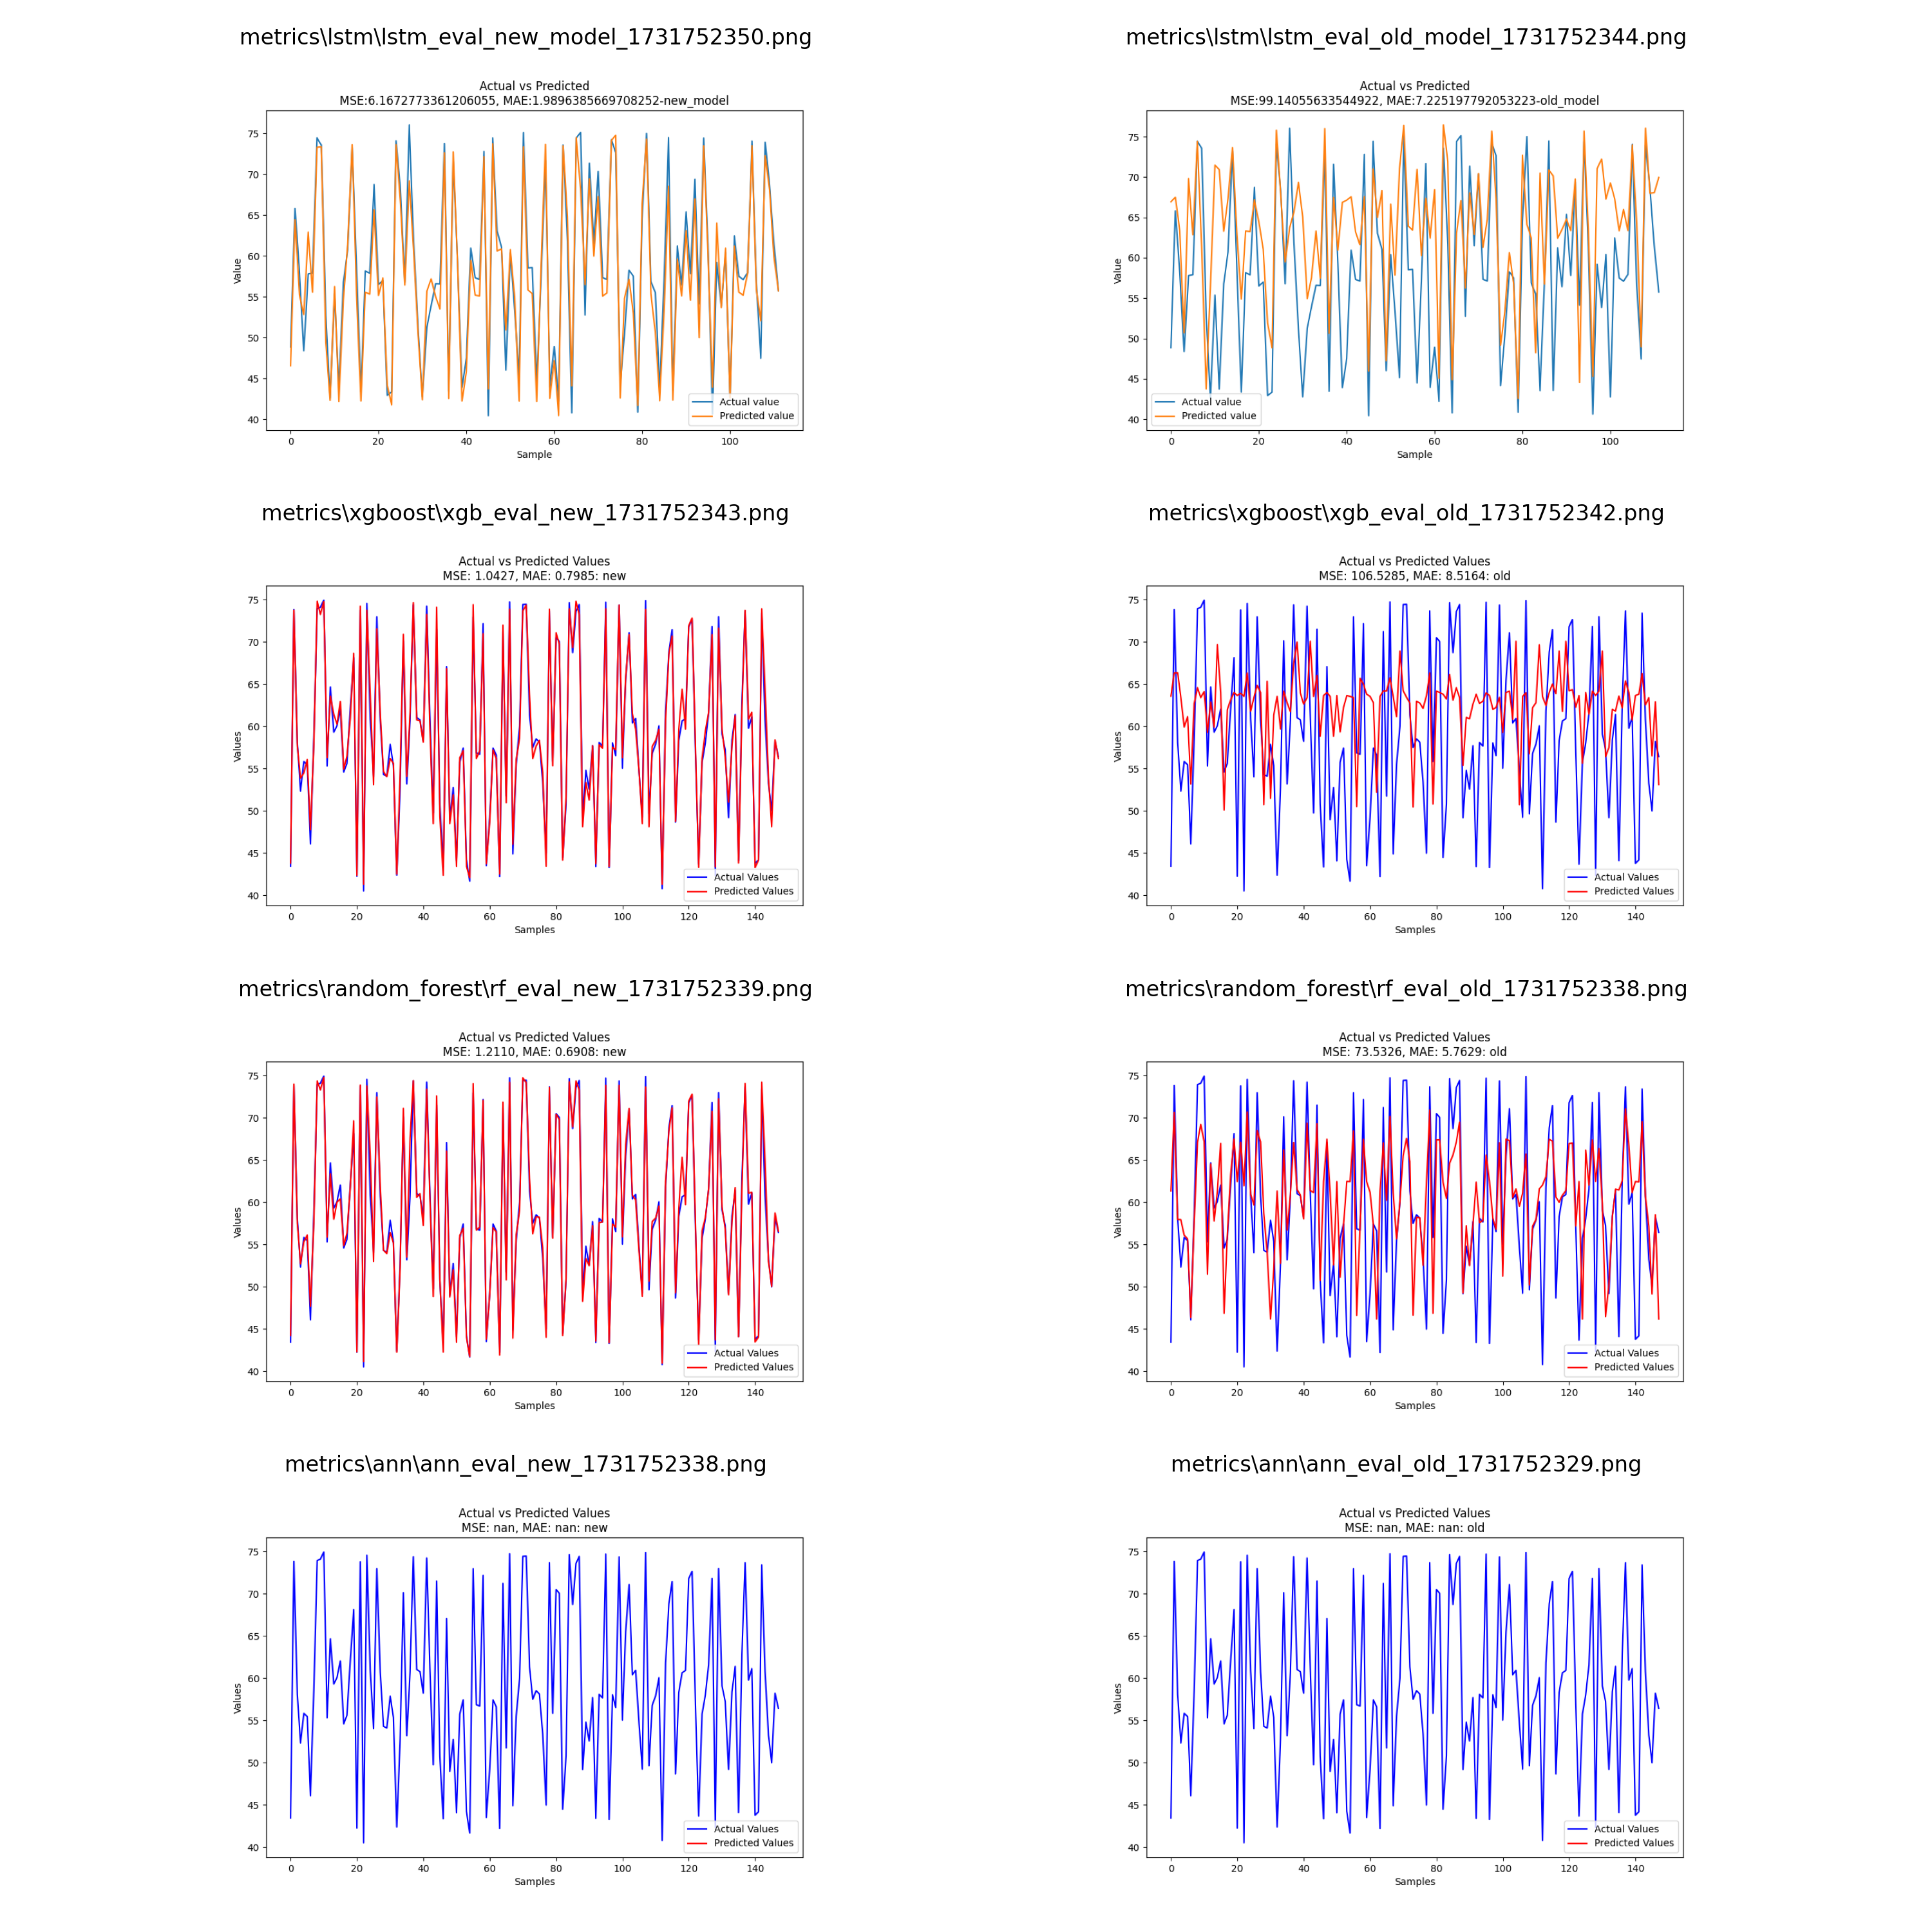 metrics\lstm\lstm_eval_new_model_1731752350.png
Actual vs Predicted
MSE:6.1672773361206055, MAE:1.9896385669708252-new_model
Value
75
70
65
60
55
50
45
40
0 20 40 60 80 100
Sample
Actual value
Predicted value
metrics\lstm\lstm_eval_old_model_1731752344.png
Actual vs Predicted
MSE:99.14055633544922, MAE:7.225197792053223-old_model
Value
75
70
65
60
55
50
45
40
0 20 40 60 80 100
Sample
Actual value
Predicted value
metrics\xgboost\xgb_eval_new_1731752343.png
Actual vs Predicted Values
MSE: 1.0427, MAE: 0.7985: new
Values
75
70
65
60
55
50
45
40
0 20 40 60 80 100 120 140
Samples
Actual Values
Predicted Values
metrics\xgboost\xgb_eval_old_1731752342.png
Actual vs Predicted Values
MSE: 106.5285, MAE: 8.5164: old
Values
75
70
65
60
55
50
45
40
0 20 40 60 80 100 120 140
Samples
Actual Values
Predicted Values
metrics\random_forest\rf_eval_new_1731752339.png
Actual vs Predicted Values
MSE: 1.2110, MAE: 0.6908: new
Values
75
70
65
60
55
50
45
40
0 20 40 60 80 100 120 140
Samples
Actual Values
Predicted Values
metrics\random_forest\rf_eval_old_1731752338.png
Actual vs Predicted Values
MSE: 73.5326, MAE: 5.7629: old
Values
75
70
65
60
55
50
45
40
0 20 40 60 80 100 120 140
Samples
Actual Values
Predicted Values
metrics\ann\ann_eval_new_1731752338.png
Actual vs Predicted Values
MSE: nan, MAE: nan: new
Values
75
70
65
60
55
50
45
40
0 20 40 60 80 100 120 140
Samples
Actual Values
Predicted Values
metrics\ann\ann_eval_old_1731752329.png
Actual vs Predicted Values
MSE: nan, MAE: nan: old
Values
75
70
65
60
55
50
45
40
0 20 40 60 80 100 120 140
Samples
Actual Values
Predicted Values